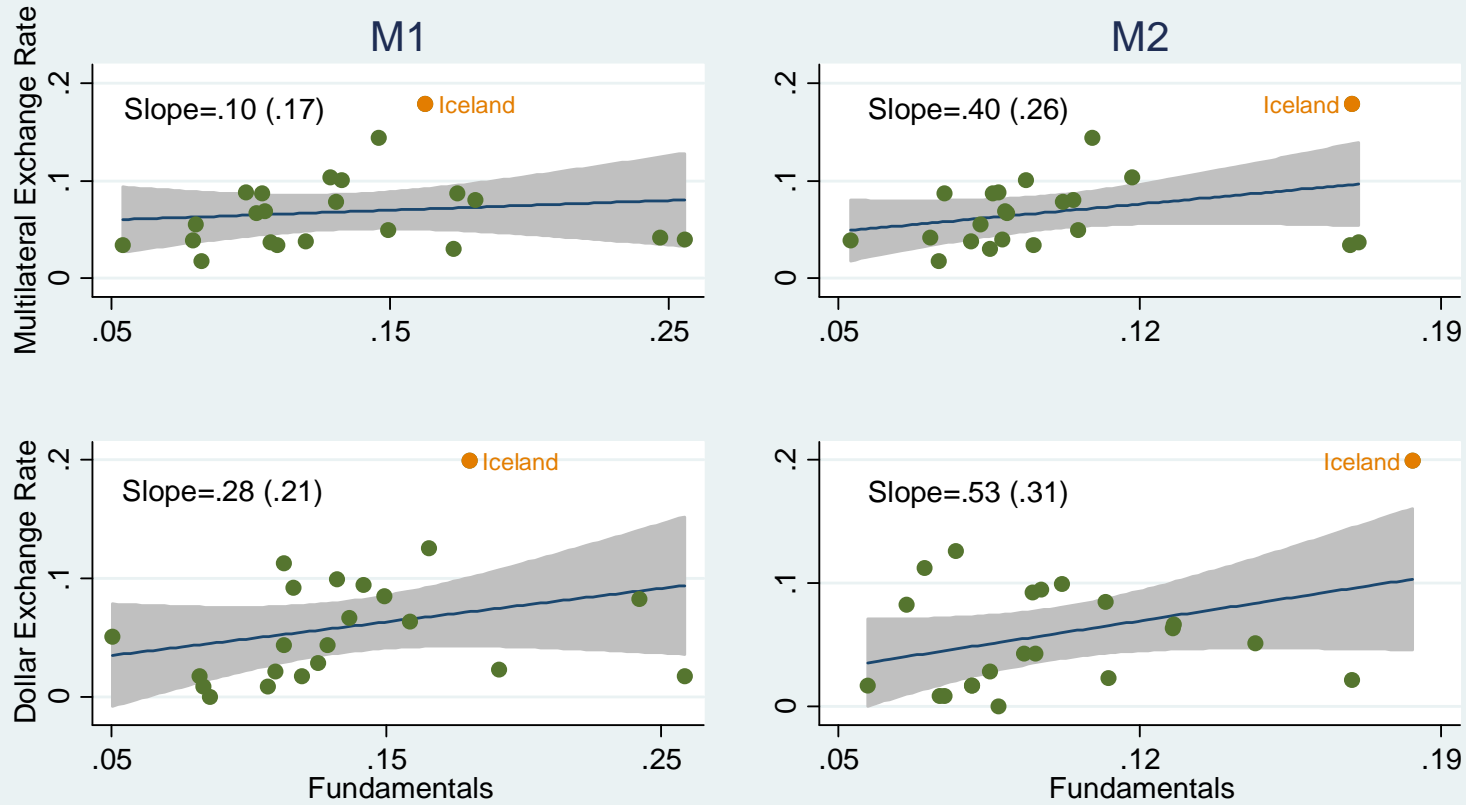 M1
M2
Multilateral Exchange Rate
.2
.1
0
Slope=.10 (.17)
Iceland
.05
.15
.25
.2
.1
0
Slope=.40 (.26)
Iceland
.05
.12
.19
Dollar Exchange Rate
.2
.1
0
Slope=.28 (.21)
Iceland
.05
.15
.25
Fundamentals
.2
.1
0
Slope=.53 (.31)
Iceland
.05
.12
.19
Fundamentals